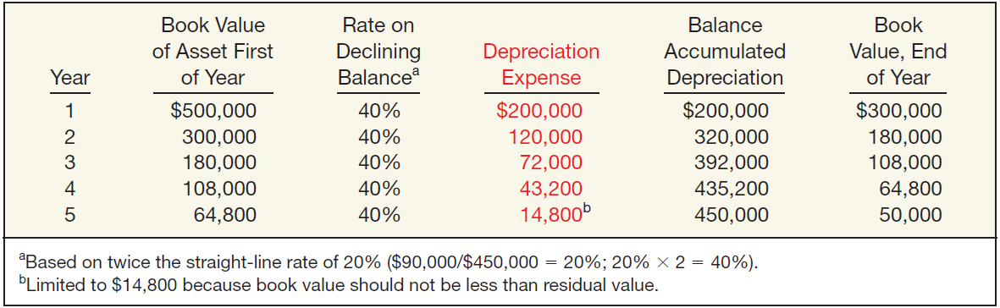 Book Value Rate on Balance Book
of Asset First Declining Depreciation Accumulated Value, End
Year of Year Balanceᵃ Expense Depreciation of Year
1 $500,000 40% $200,000 $200,000 $300,000
2 300,000 40% 120,000 320,000 180,000
3 180,000 40% 72,000 392,000 108,000
4 108,000 40% 43,200 435,200 64,800
5 64,800 40% 14,800ᵇ 450,000 50,000
ᵃBased on twice the straight-line rate of 20% ($90,000/$450,000 = 20%; 20% × 2 = 40%).
ᵇLimited to $14,800 because book value should not be less than residual value.